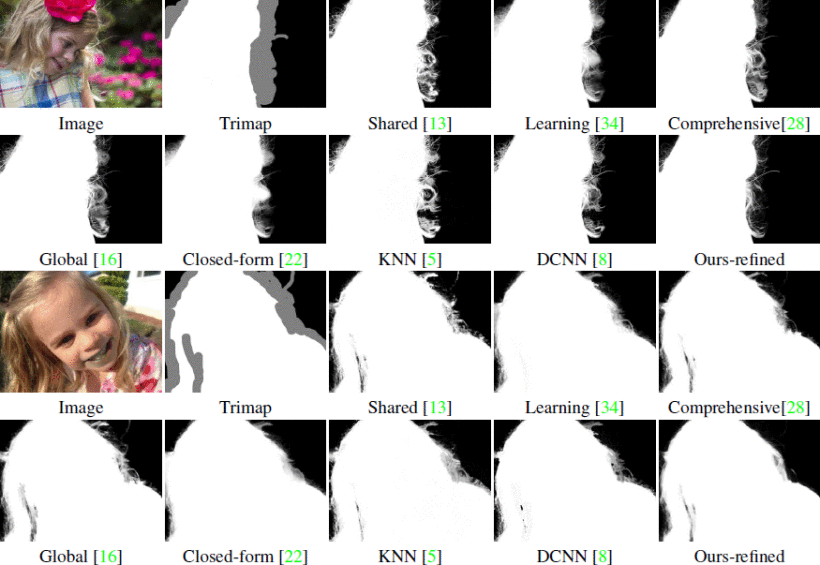 Image Trimap Shared [13] Learning [34] Comprehensive[28]
Global [16] Closed-form [22] KNN [5] DCNN [8] Ours-refined
Image Trimap Shared [13] Learning [34] Comprehensive[28]
Global [16] Closed-form [22] KNN [5] DCNN [8] Ours-refined